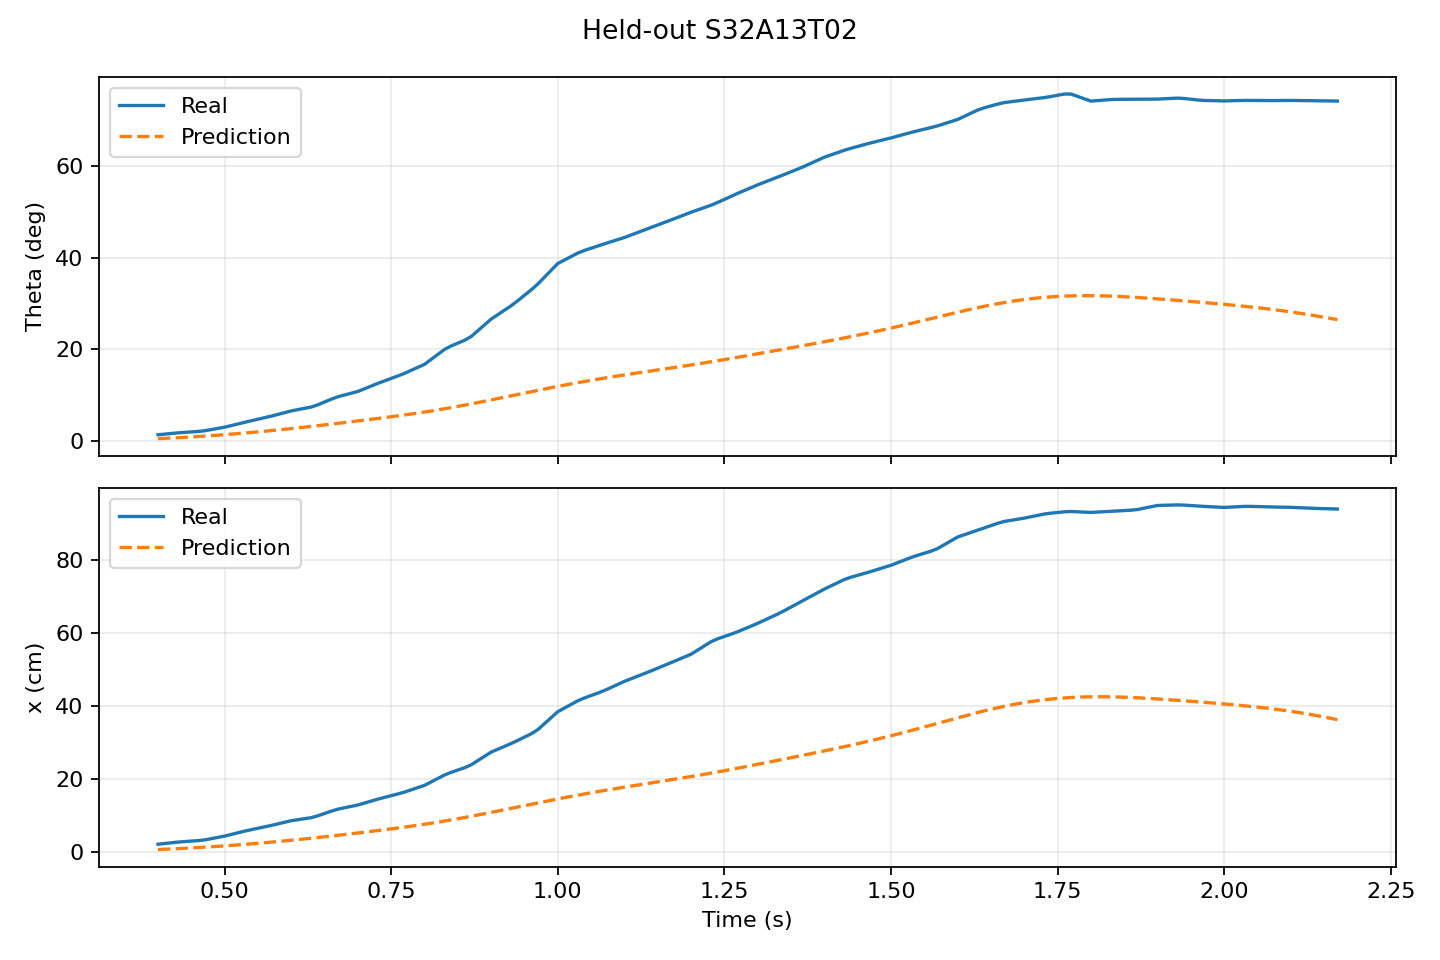 Held-out S32A13T02
Real
Prediction
Theta (deg)
60
40
20
0
Real
Prediction
x (cm)
80
60
40
20
0
0.50 0.75 1.00 1.25 1.50 1.75 2.00 2.25
Time (s)